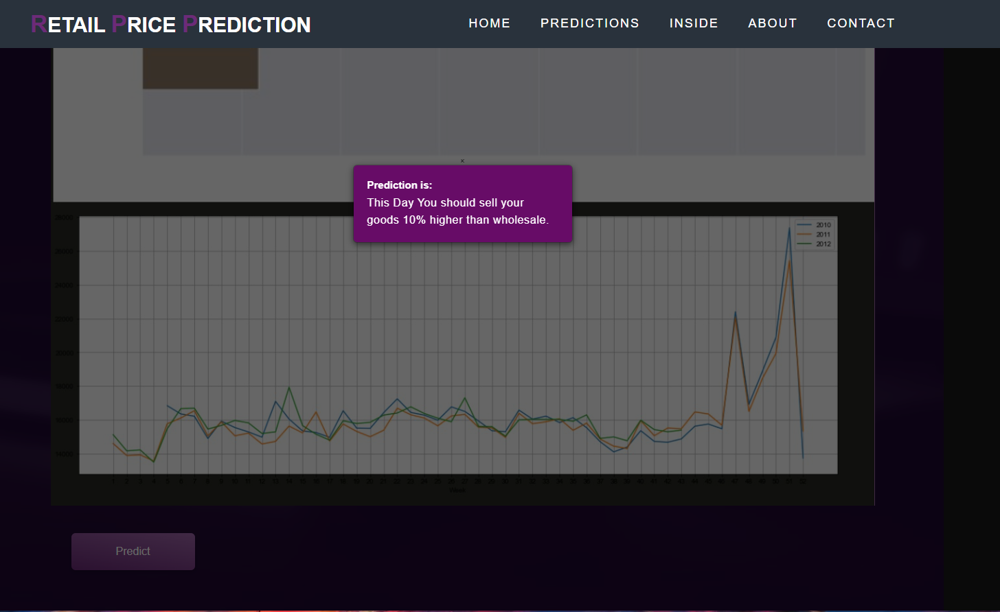 RETAIL PRICE PREDICTION
HOME PREDICTIONS INSIDE ABOUT CONTACT
×
Prediction is:
This Day You should sell your
goods 10% higher than wholesale.
2010
2011
2012
28000
26000
24000
22000
20000
18000
16000
14000
1 2 3 4 5 6 7 8 9 10 11 12 13 14 15 16 17 18 19 20 21 22 23 24 25 26 27 28 29 30 31 32 33 34 35 36 37 38 39 40 41 42 43 44 45 46 47 48 49 50 51 52
Week
Predict